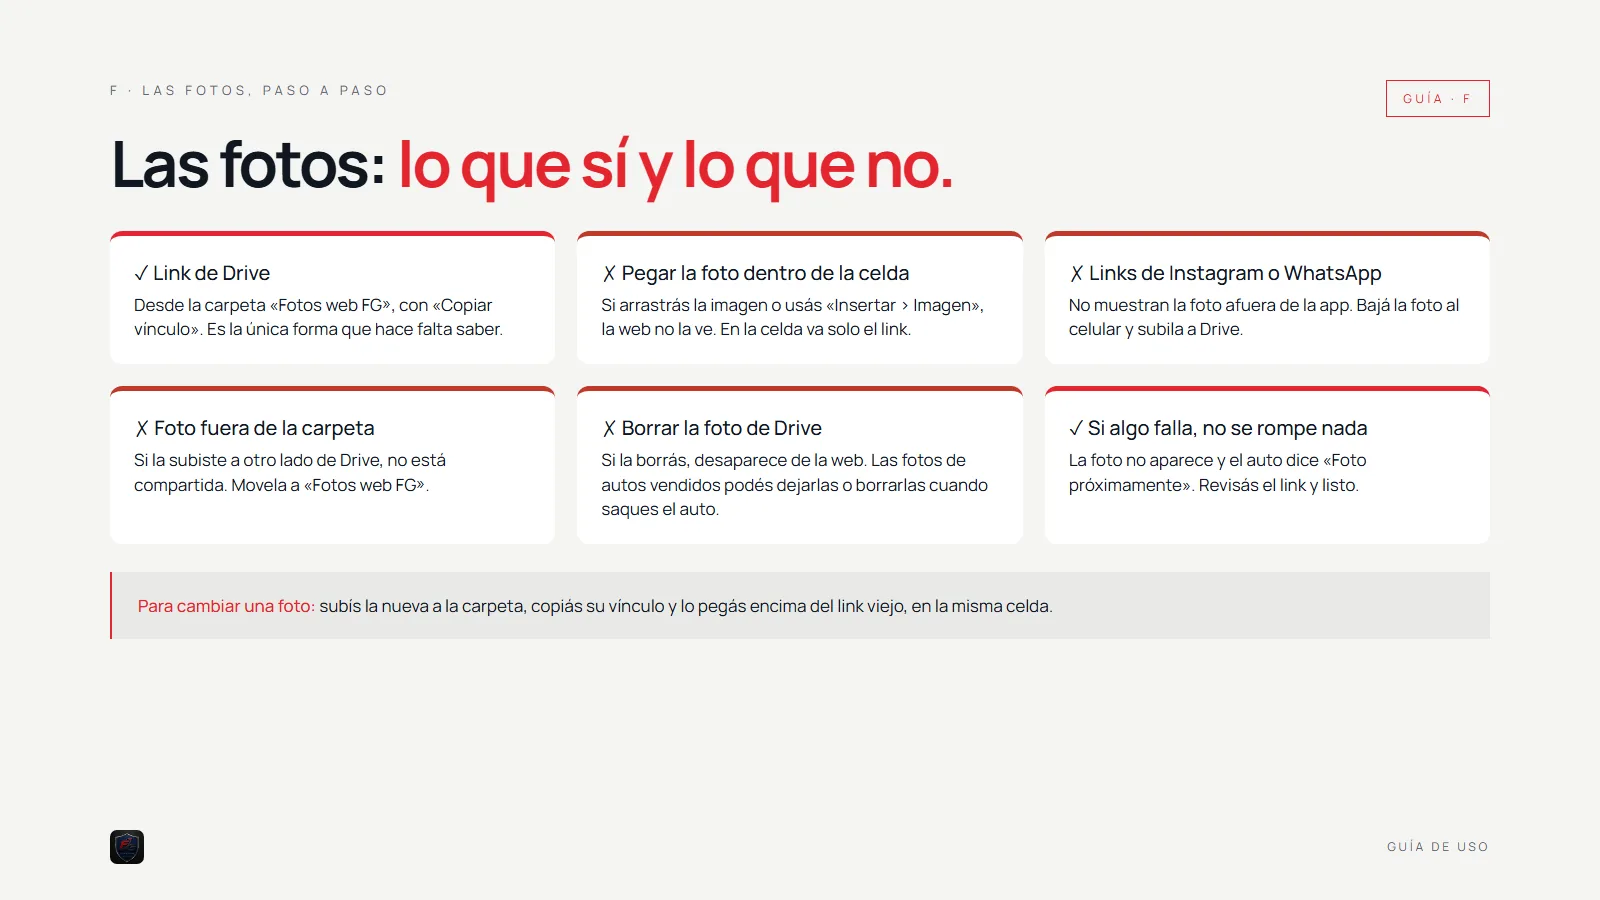 F · LAS FOTOS, PASO A PASO
GUÍA · F
Las fotos: lo que sí y lo que no.
✓ Link de Drive
Desde la carpeta «Fotos web FG», con «Copiar
vínculo». Es la única forma que hace falta saber.
✗ Pegar la foto dentro de la celda
Si arrastrás la imagen o usás «Insertar > Imagen»,
la web no la ve. En la celda va solo el link.
✗ Links de Instagram o WhatsApp
No muestran la foto afuera de la app. Bajá la foto al
celular y subila a Drive.
✗ Foto fuera de la carpeta
Si la subiste a otro lado de Drive, no está
compartida. Movela a «Fotos web FG».
✗ Borrar la foto de Drive
Si la borrás, desaparece de la web. Las fotos de
autos vendidos podés dejarlas o borrarlas cuando
saques el auto.
✓ Si algo falla, no se rompe nada
La foto no aparece y el auto dice «Foto
próximamente». Revisás el link y listo.
Para cambiar una foto: subís la nueva a la carpeta, copiás su vínculo y lo pegás encima del link viejo, en la misma celda.
GUÍA DE USO